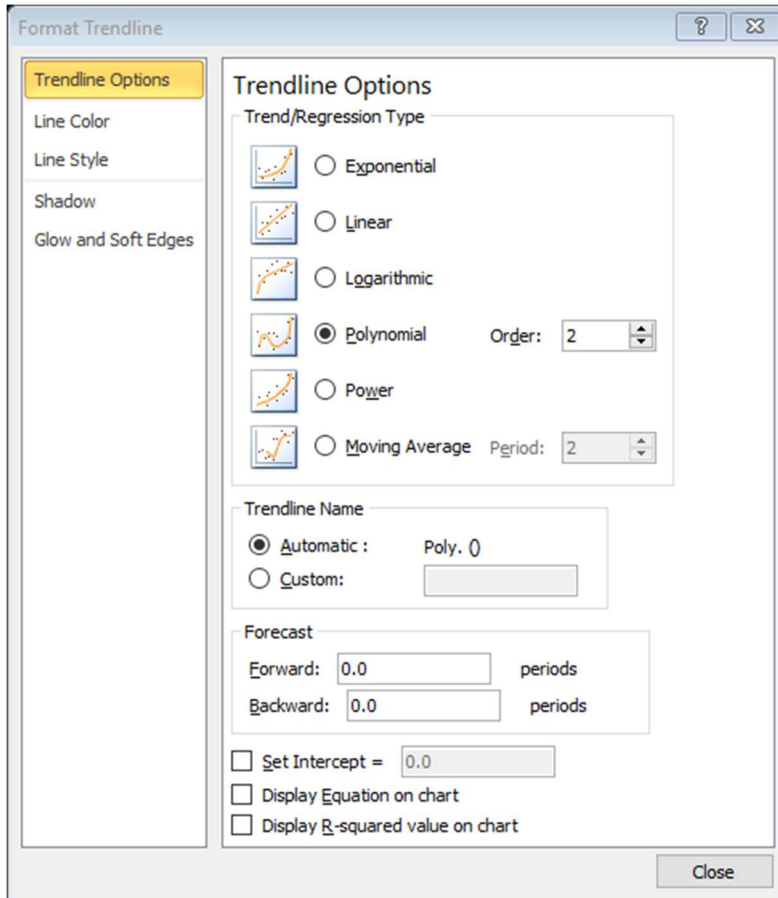 Format Trendline
Trendline Options
Line Color
Line Style
Shadow
Glow and Soft Edges
Trendline Options
Trend/Regression Type
Exponential
Linear
Logarithmic
Polynomial Order: 2
Power
Moving Average Period: 2
Trendline Name
Automatic : Poly. ()
Custom:
Forecast
Forward: 0.0 periods
Backward: 0.0 periods
Set Intercept = 0.0
Display Equation on chart
Display R-squared value on chart
Close